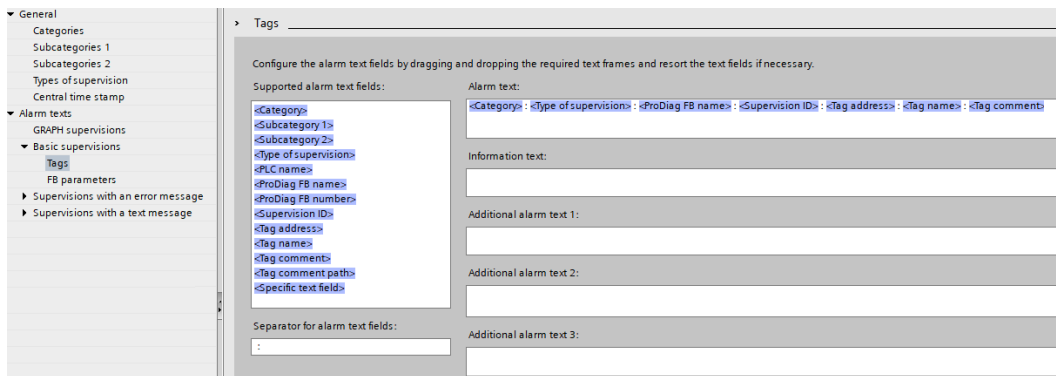 General
Categories
Subcategories 1
Subcategories 2
Types of supervision
Central time stamp
Alarm texts
GRAPH supervisions
Basic supervisions
Tags
FB parameters
Supervisions with an error message
Supervisions with a text message
Tags
Configure the alarm text fields by dragging and dropping the required text frames and resort the text fields if necessary.
Supported alarm text fields:
<Category>
<Subcategory 1>
<Subcategory 2>
<Type of supervision>
<PLC name>
<ProDiag FB name>
<ProDiag FB number>
<Supervision ID>
<Tag address>
<Tag name>
<Tag comment>
<Tag comment path>
<Specific text field>
Separator for alarm text fields:
:
Alarm text:
<Category> : <Type of supervision> : <ProDiag FB name> : <Supervision ID> : <Tag address> : <Tag name> : <Tag comment>
Information text:
Additional alarm text 1:
Additional alarm text 2:
Additional alarm text 3: